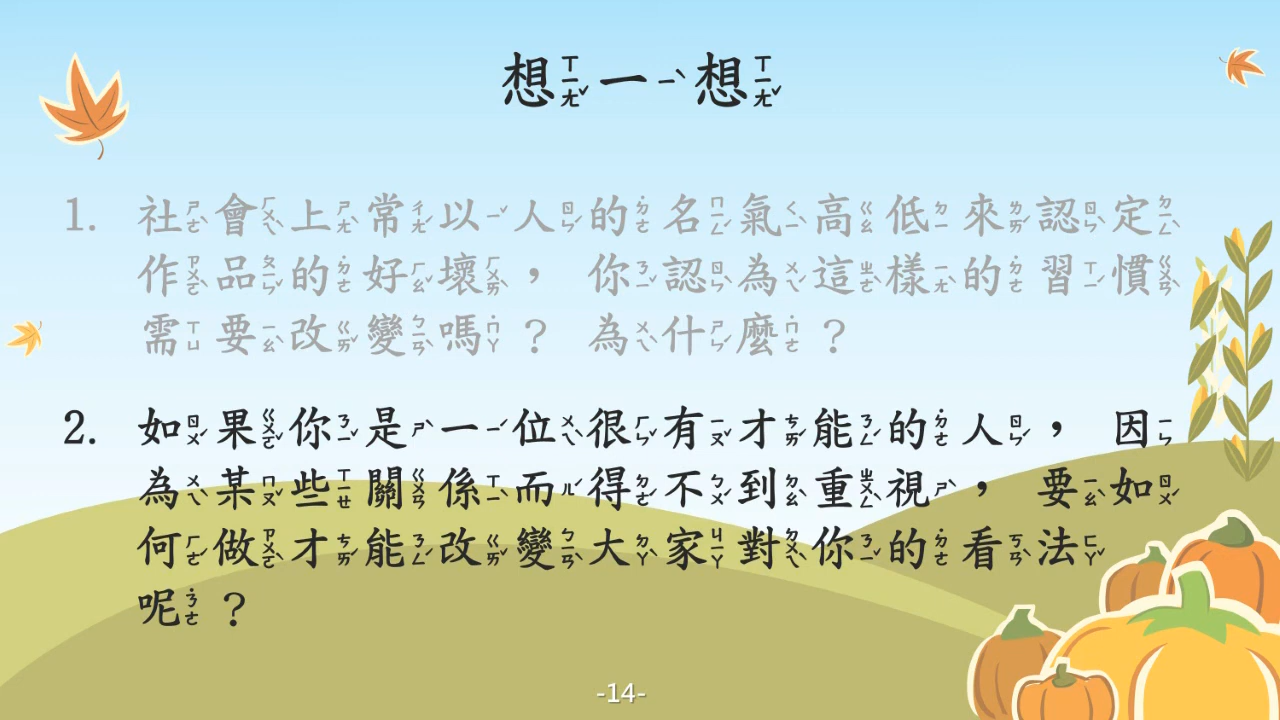 想一想
1. 社會上常以人的名氣高低來認定
作品的好壞，你認為這樣的習慣
需要改變嗎？為什麼？
2. 如果你是一位很有才能的人，因
為某些關係而得不到重視，要如
何做才能改變大家對你的看法
呢？
-14-